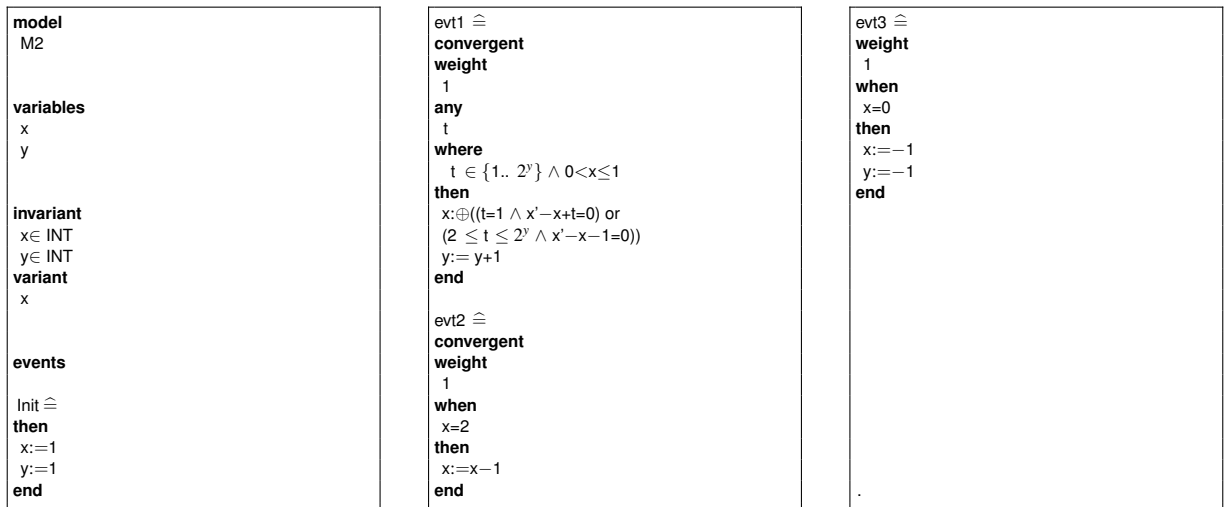 model
M2
variables
x
y
invariant
x∈ INT
y∈ INT
variant
x
events
Init ≙
then
x:=1
y:=1
end
evt1 ≙
convergent
weight
1
any
t
where
t ∈ {1.. 2^y} ∧ 0<x≤1
then
x:⊕((t=1 ∧ x'−x+t=0) or
(2 ≤ t ≤ 2^y ∧ x'−x−1=0))
y:= y+1
end
evt2 ≙
convergent
weight
1
when
x=2
then
x:=x−1
end
evt3 ≙
weight
1
when
x=0
then
x:=−1
y:=−1
end
.